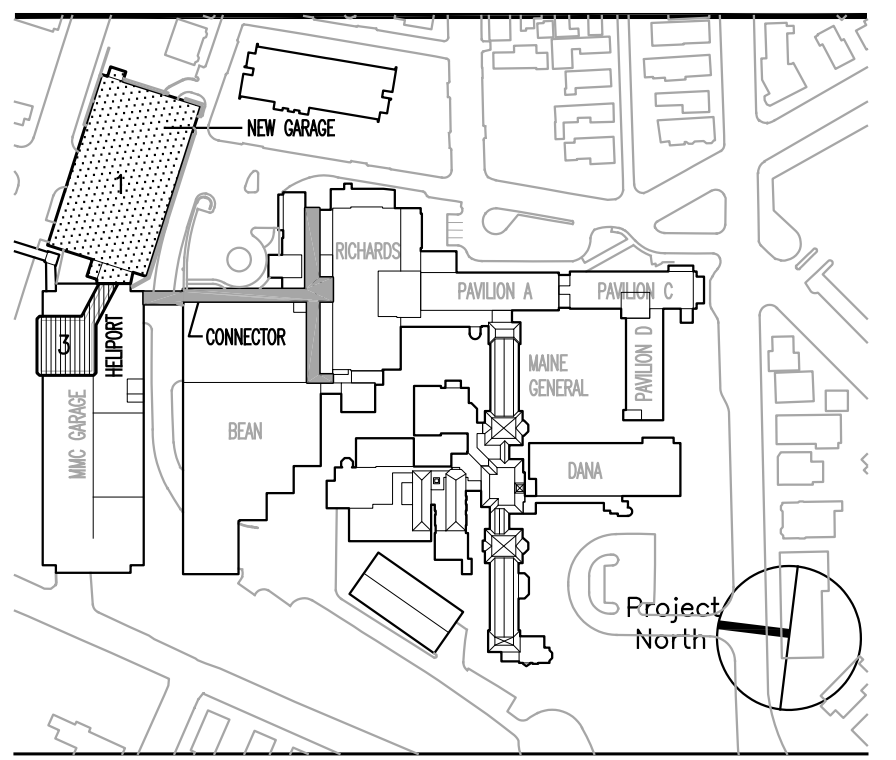 NEW GARAGE
1
RICHARDS
PAVILION A
PAVILION C
3
HELIPORT
CONNECTOR
PAVILION D
MAINE
GENERAL
MMC GARAGE
BEAN
DANA
Project
North